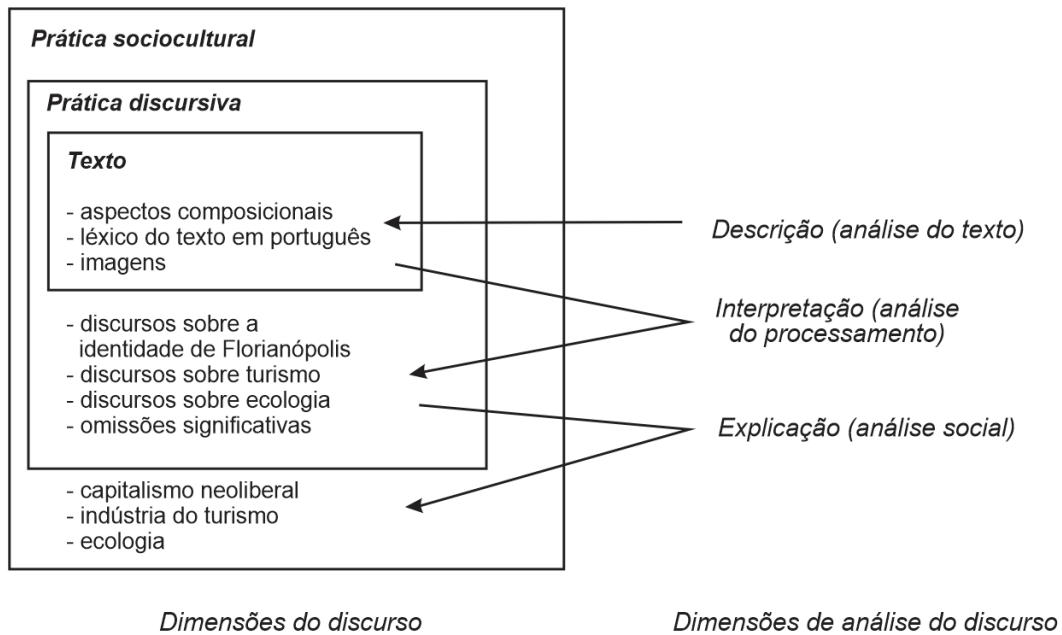 Prática sociocultural
Prática discursiva
Texto
- aspectos composicionais
- léxico do texto em português
- imagens
- discursos sobre a
identidade de Florianópolis
- discursos sobre turismo
- discursos sobre ecologia
- omissões significativas
- capitalismo neoliberal
- indústria do turismo
- ecologia
Descrição (análise do texto)
Interpretação (análise
do processamento)
Explicação (análise social)
Dimensões do discurso
Dimensões de análise do discurso